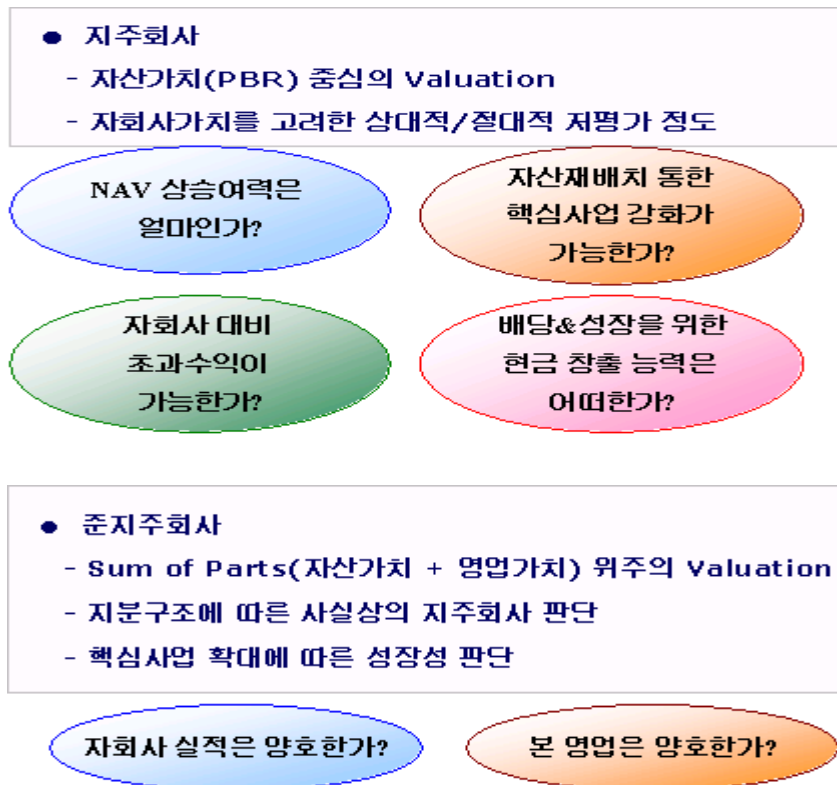 ● 지주회사
- 자산가치(PBR) 중심의 Valuation
- 자회사가치를 고려한 상대적/절대적 저평가 정도
NAV 상승여력은
얼마인가?
자산재배치 통한
핵심사업 강화가
가능한가?
자회사 대비
초과수익이
가능한가?
배당&성장을 위한
현금 창출 능력은
어떠한가?
● 준지주회사
- Sum of Parts(자산가치 + 영업가치) 위주의 Valuation
- 지분구조에 따른 사실상의 지주회사 판단
- 핵심사업 확대에 따른 성장성 판단
자회사 실적은 양호한가?
본 영업은 양호한가?